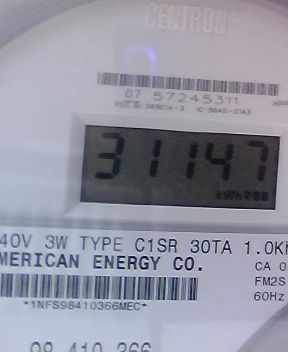 CENTRON®
07 57245311
31147
kWh
40V 3W TYPE C1SR 30TA 1.0K
MERICAN ENERGY CO.
CA 0
FM2S
60Hz
*1NFS98410366MEC*
98 410 366